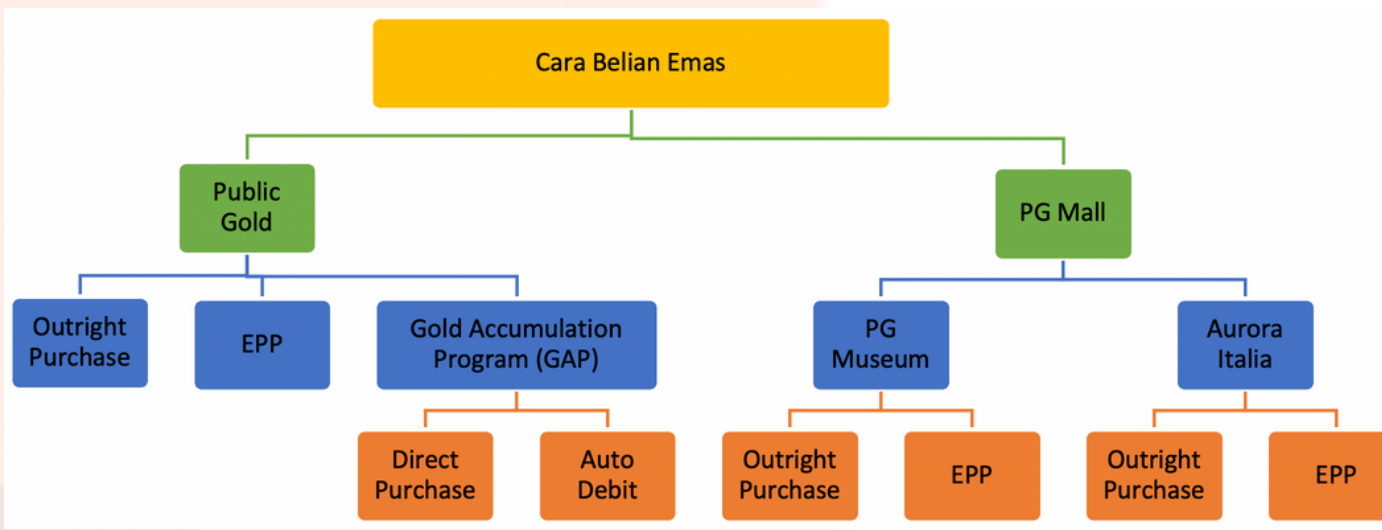 Cara Belian Emas
Public
Gold
PG Mall
Outright
Purchase
EPP
Gold Accumulation
Program (GAP)
PG
Museum
Aurora
Italia
Direct
Purchase
Auto
Debit
Outright
Purchase
EPP
Outright
Purchase
EPP